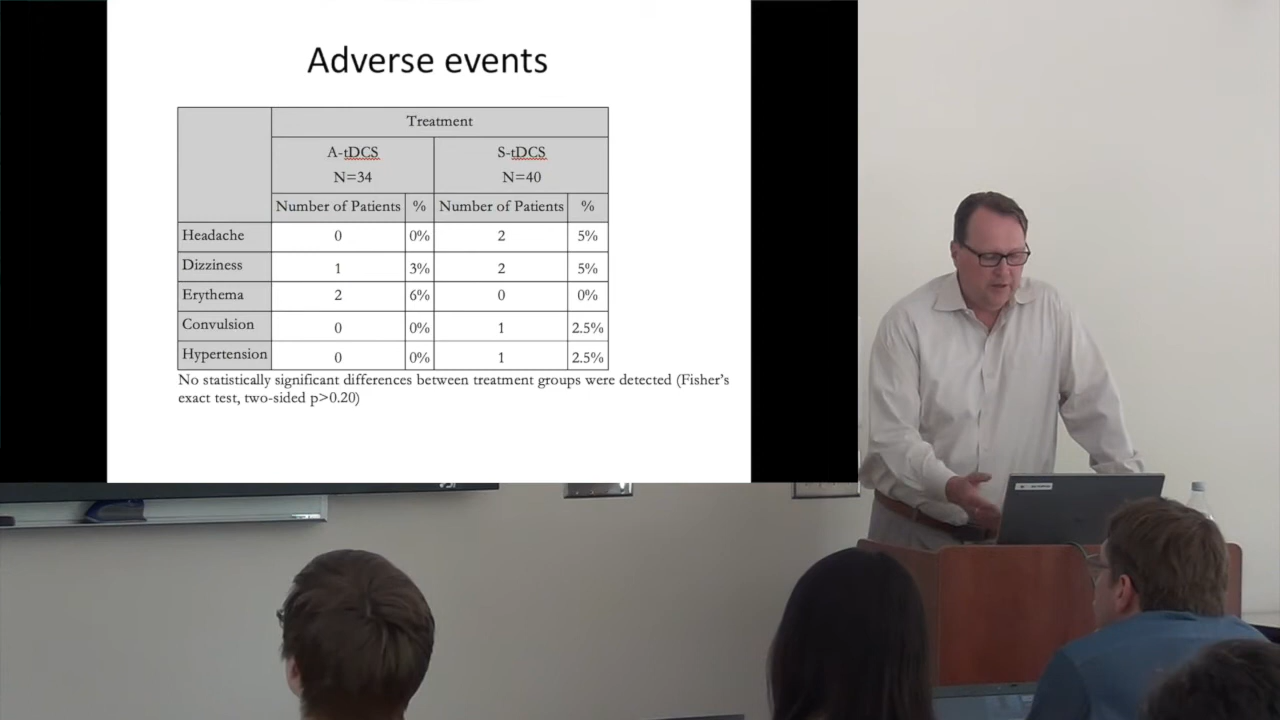 Adverse events
Treatment
A-tDCS S-tDCS
N=34 N=40
Number of Patients % Number of Patients %
Headache 0 0% 2 5%
Dizziness 1 3% 2 5%
Erythema 2 6% 0 0%
Convulsion 0 0% 1 2.5%
Hypertension 0 0% 1 2.5%
No statistically significant differences between treatment groups were detected (Fisher's
exact test, two-sided p>0.20)